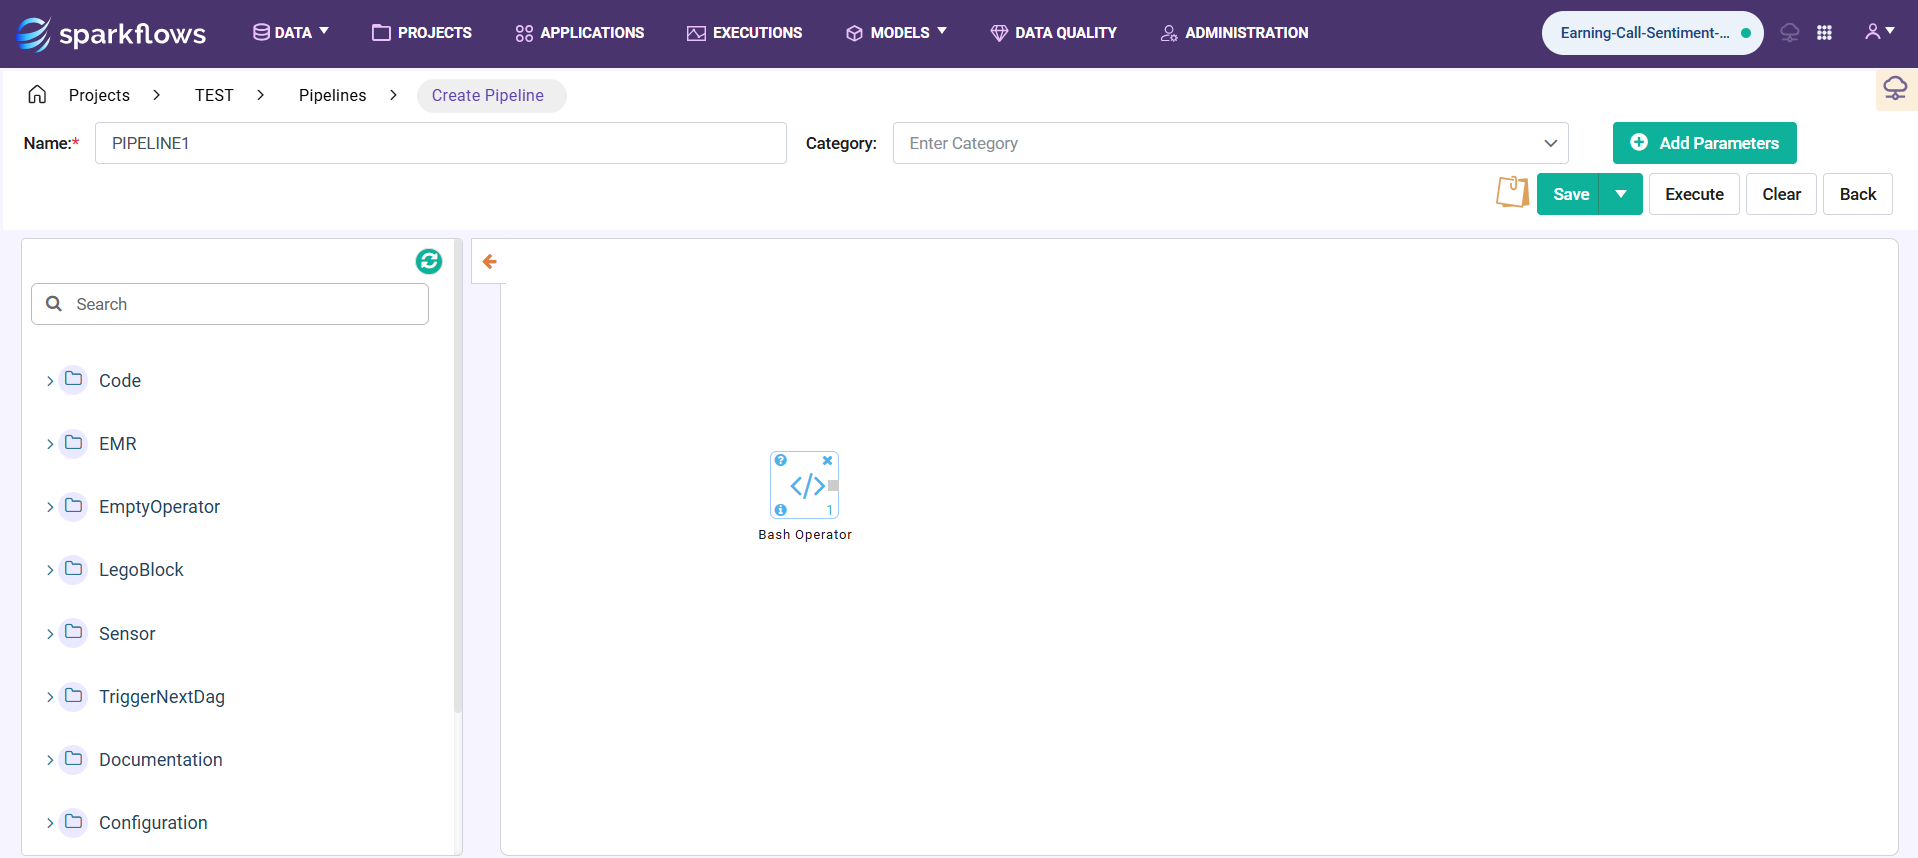 sparkflows DATA PROJECTS APPLICATIONS EXECUTIONS MODELS DATA QUALITY ADMINISTRATION Earning-Call-Sentiment-...
Projects > TEST > Pipelines > Create Pipeline
Name:* PIPELINE1 Category: Enter Category Add Parameters
Save Execute Clear Back
Search
Code
EMR
EmptyOperator
LegoBlock
Sensor
TriggerNextDag
Documentation
Configuration
1
Bash Operator